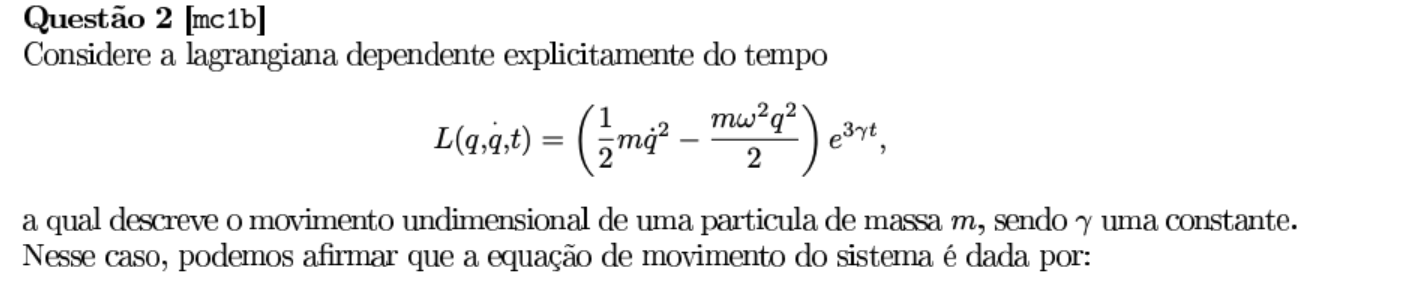 Questão 2 [mc1b]
Considere a lagrangiana dependente explicitamente do tempo
L(q,q̇,t) = (1/2 mq̇² − mω²q²/2) e^{3γt},
a qual descreve o movimento undimensional de uma particula de massa m, sendo γ uma constante.
Nesse caso, podemos afirmar que a equação de movimento do sistema é dada por: